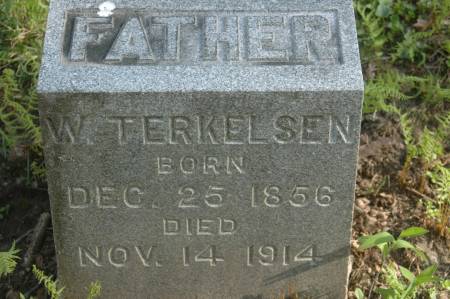 FATHER
W. TERKELSEN
BORN
DEC. 25 1856
DIED
NOV. 14 1914